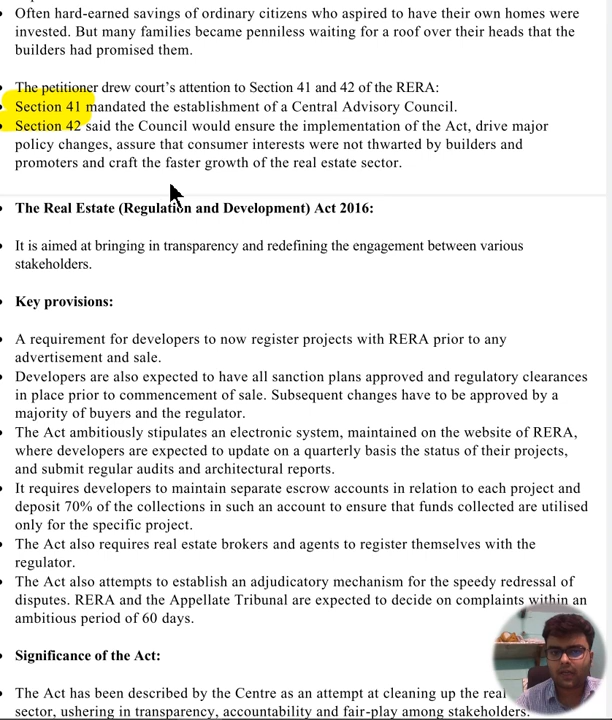 Often hard-earned savings of ordinary citizens who aspired to have their own homes were
invested. But many families became penniless waiting for a roof over their heads that the
builders had promised them.
The petitioner drew court's attention to Section 41 and 42 of the RERA:
Section 41 mandated the establishment of a Central Advisory Council.
Section 42 said the Council would ensure the implementation of the Act, drive major
policy changes, assure that consumer interests were not thwarted by builders and
promoters and craft the faster growth of the real estate sector.
The Real Estate (Regulation and Development) Act 2016:
It is aimed at bringing in transparency and redefining the engagement between various
stakeholders.
Key provisions:
A requirement for developers to now register projects with RERA prior to any
advertisement and sale.
Developers are also expected to have all sanction plans approved and regulatory clearances
in place prior to commencement of sale. Subsequent changes have to be approved by a
majority of buyers and the regulator.
The Act ambitiously stipulates an electronic system, maintained on the website of RERA,
where developers are expected to update on a quarterly basis the status of their projects,
and submit regular audits and architectural reports.
It requires developers to maintain separate escrow accounts in relation to each project and
deposit 70% of the collections in such an account to ensure that funds collected are utilised
only for the specific project.
The Act also requires real estate brokers and agents to register themselves with the
regulator.
The Act also attempts to establish an adjudicatory mechanism for the speedy redressal of
disputes. RERA and the Appellate Tribunal are expected to decide on complaints within an
ambitious period of 60 days.
Significance of the Act:
The Act has been described by the Centre as an attempt at cleaning up the real
sector, ushering in transparency, accountability and fair-play among stakeholders.